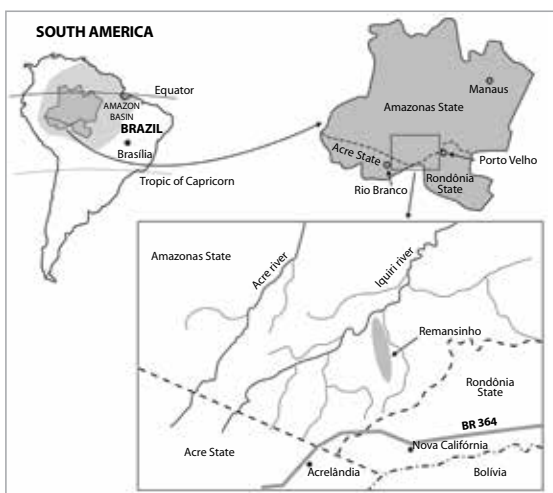 SOUTH AMERICA
Equator
AMAZON
BASIN
BRAZIL
Brasília
Tropic of Capricorn
Manaus
Amazonas State
Acre State
Porto Velho
Rio Branco
Rondônia
State
Amazonas State
Acre river
Iquiri river
Remansinho
Rondônia
State
BR 364
Acre State
Nova Califórnia
Acrelândia
Bolívia